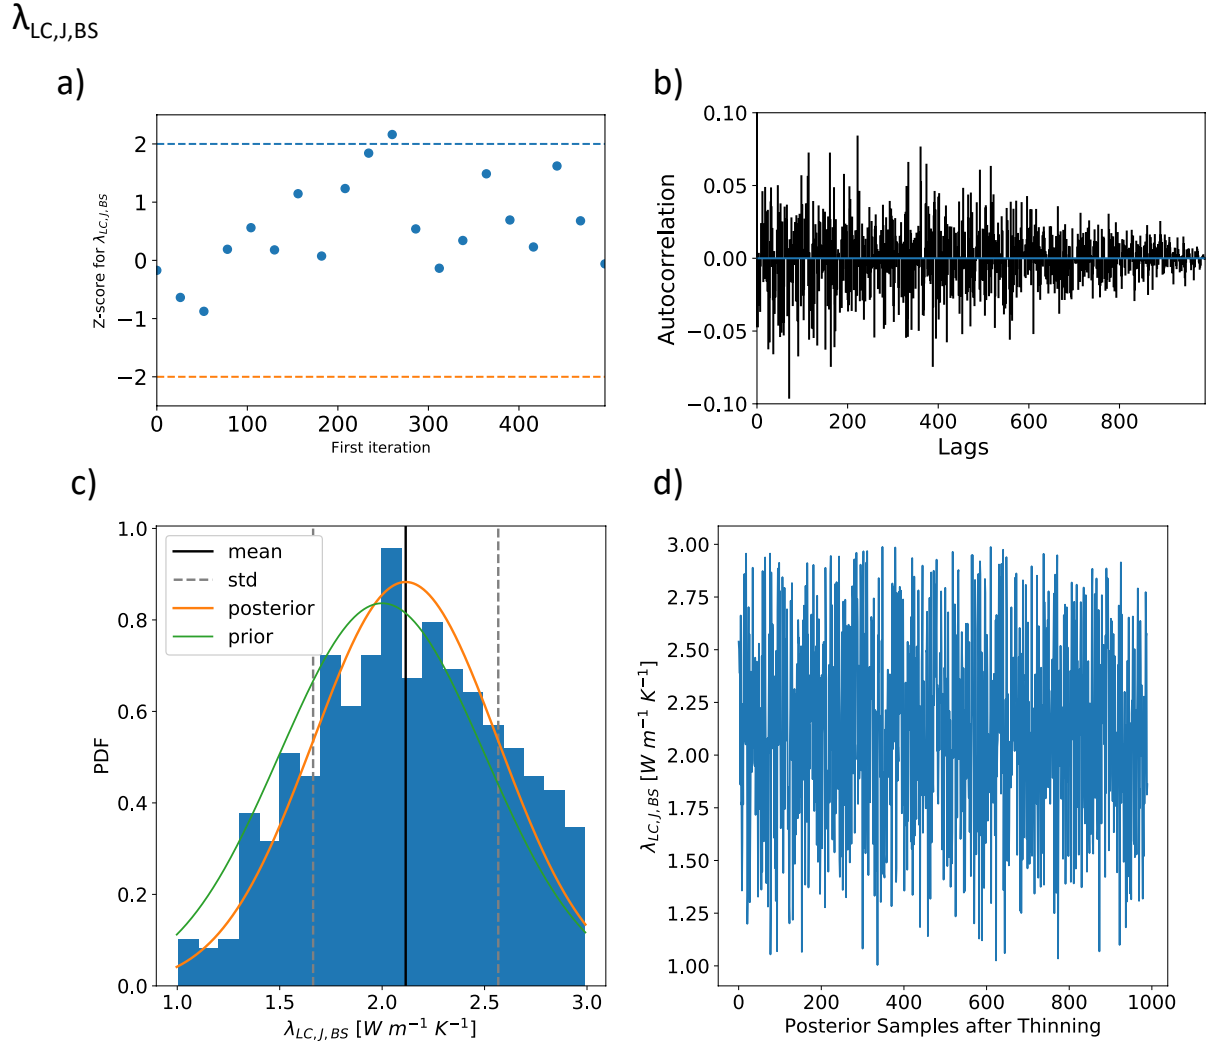 λLC,J,BS
a)
Z-score for λLC,J,BS
2
1
0
−1
−2
0 100 200 300 400
First iteration
b)
Autocorrelation
0.10
0.05
0.00
−0.05
−0.10
0 200 400 600 800
Lags
c)
PDF
1.0
0.8
0.6
0.4
0.2
0.0
mean
std
posterior
prior
1.0 1.5 2.0 2.5 3.0
λLC,J,BS [W m−1 K−1]
d)
λLC,J,BS [W m−1 K−1]
3.00
2.75
2.50
2.25
2.00
1.75
1.50
1.25
1.00
0 200 400 600 800 1000
Posterior Samples after Thinning